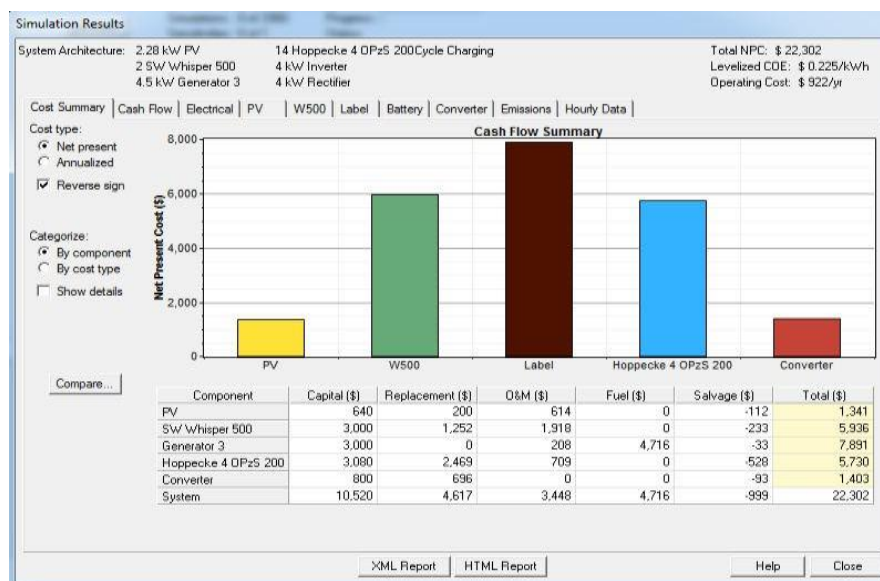 Simulation Results
System Architecture: 2.28 kW PV 14 Hoppecke 4 OPzS 200Cycle Charging Total NPC: $ 22,302
2 SW Whisper 500 4 kW Inverter Levelized COE: $ 0.225/kWh
4.5 kW Generator 3 4 kW Rectifier Operating Cost: $ 922/yr
Cost Summary Cash Flow Electrical PV W500 Label Battery Converter Emissions Hourly Data
Cost type:
Net present
Annualized
Reverse sign
Categorize:
By component
By cost type
Show details
Compare...
Cash Flow Summary
Net Present Cost ($)
8,000
6,000
4,000
2,000
0
PV W500 Label Hoppecke 4 OPzS 200 Converter
Component Capital ($) Replacement ($) O&M ($) Fuel ($) Salvage ($) Total ($)
PV 640 200 614 0 -112 1,341
SW Whisper 500 3,000 1,252 1,918 0 -233 5,936
Generator 3 3,000 0 208 4,716 -33 7,891
Hoppecke 4 OPzS 200 3,080 2,469 709 0 -528 5,730
Converter 800 696 0 0 -93 1,403
System 10,520 4,617 3,448 4,716 -999 22,302
XML Report HTML Report Help Close